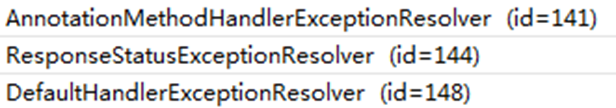 AnnotationMethodHandlerExceptionResolver (id=141)
ResponseStatusExceptionResolver (id=144)
DefaultHandlerExceptionResolver (id=148)